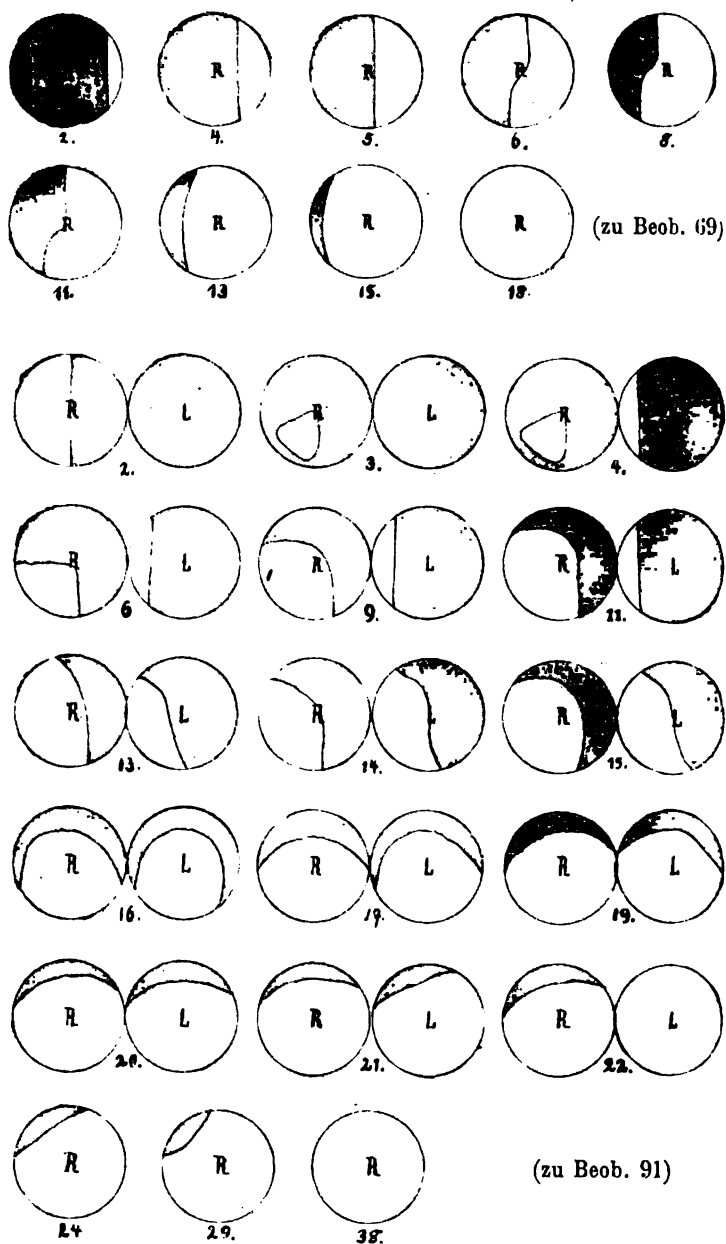 R R R R
2. 4. 5. 6. 8.
R R R R (zu Beob. 69)
11. 13 15. 18.
R L R L R L
2. 3. 4.
R L R L R L
6 9. 11.
R L R R L
13. 14. 15.
R L R L R L
16. 17. 19.
R L R L R L
20. 21. 22.
R R R (zu Beob. 91)
24 29. 38.